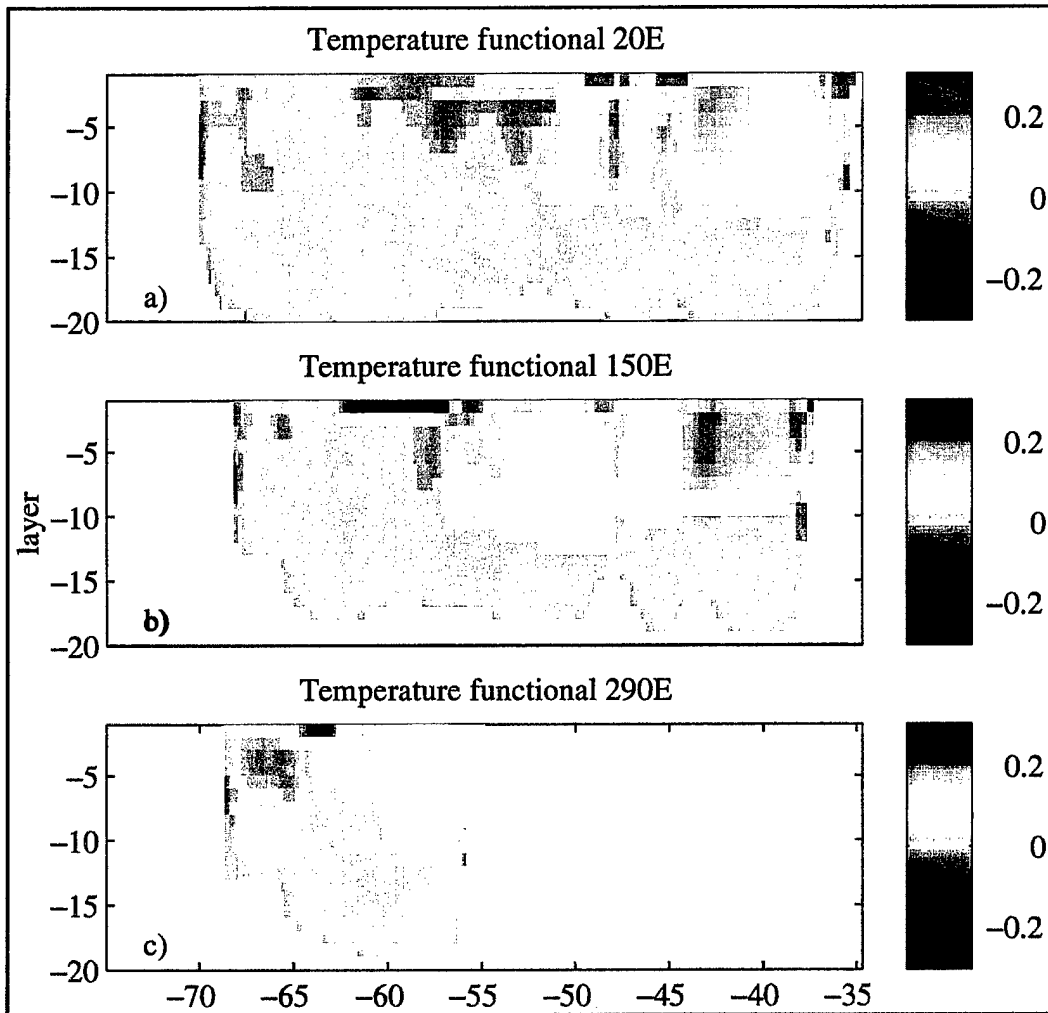 Temperature functional 20E
−5
−10
−15
−20
a)
0.2
0
−0.2
Temperature functional 150E
layer
−5
−10
−15
−20
b)
0.2
0
−0.2
Temperature functional 290E
−5
−10
−15
−20
c)
0.2
0
−0.2
−70 −65 −60 −55 −50 −45 −40 −35